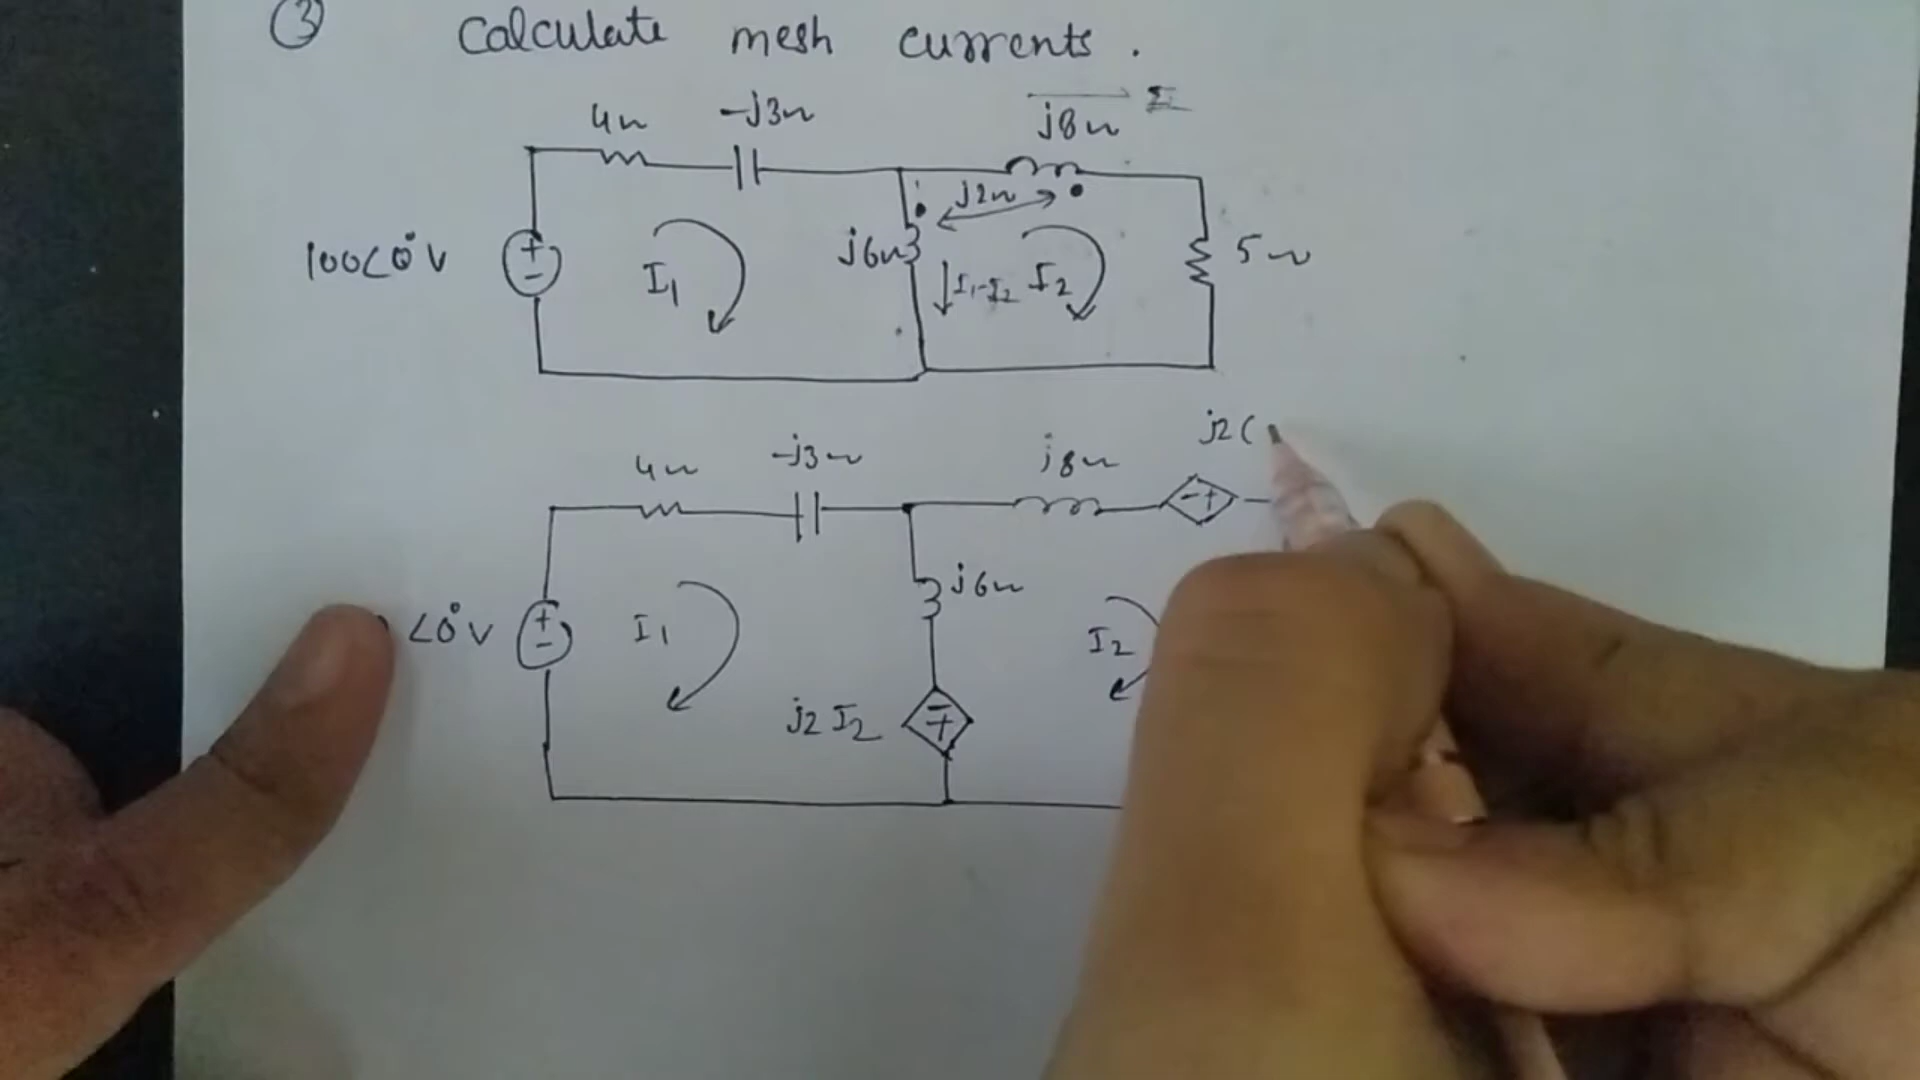 ③ Calculate mesh currents.
4Ω -j3Ω j8Ω
j2Ω
100∠0°V + - I1 j6Ω I1-I2 I2 5Ω
j2(
4Ω -j3Ω j8Ω - +
j6Ω
∠0°V + - I1 I2
j2 I2 - +